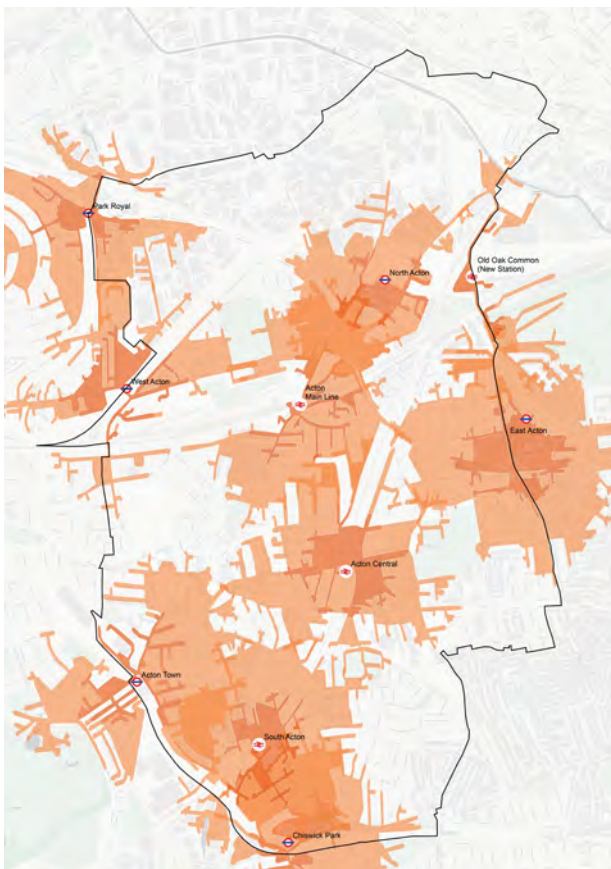 Park Royal
North Acton
Old Oak Common
(New Station)
West Acton
Acton
Main Line
East Acton
Acton Central
Acton Town
South Acton
Chiswick Park